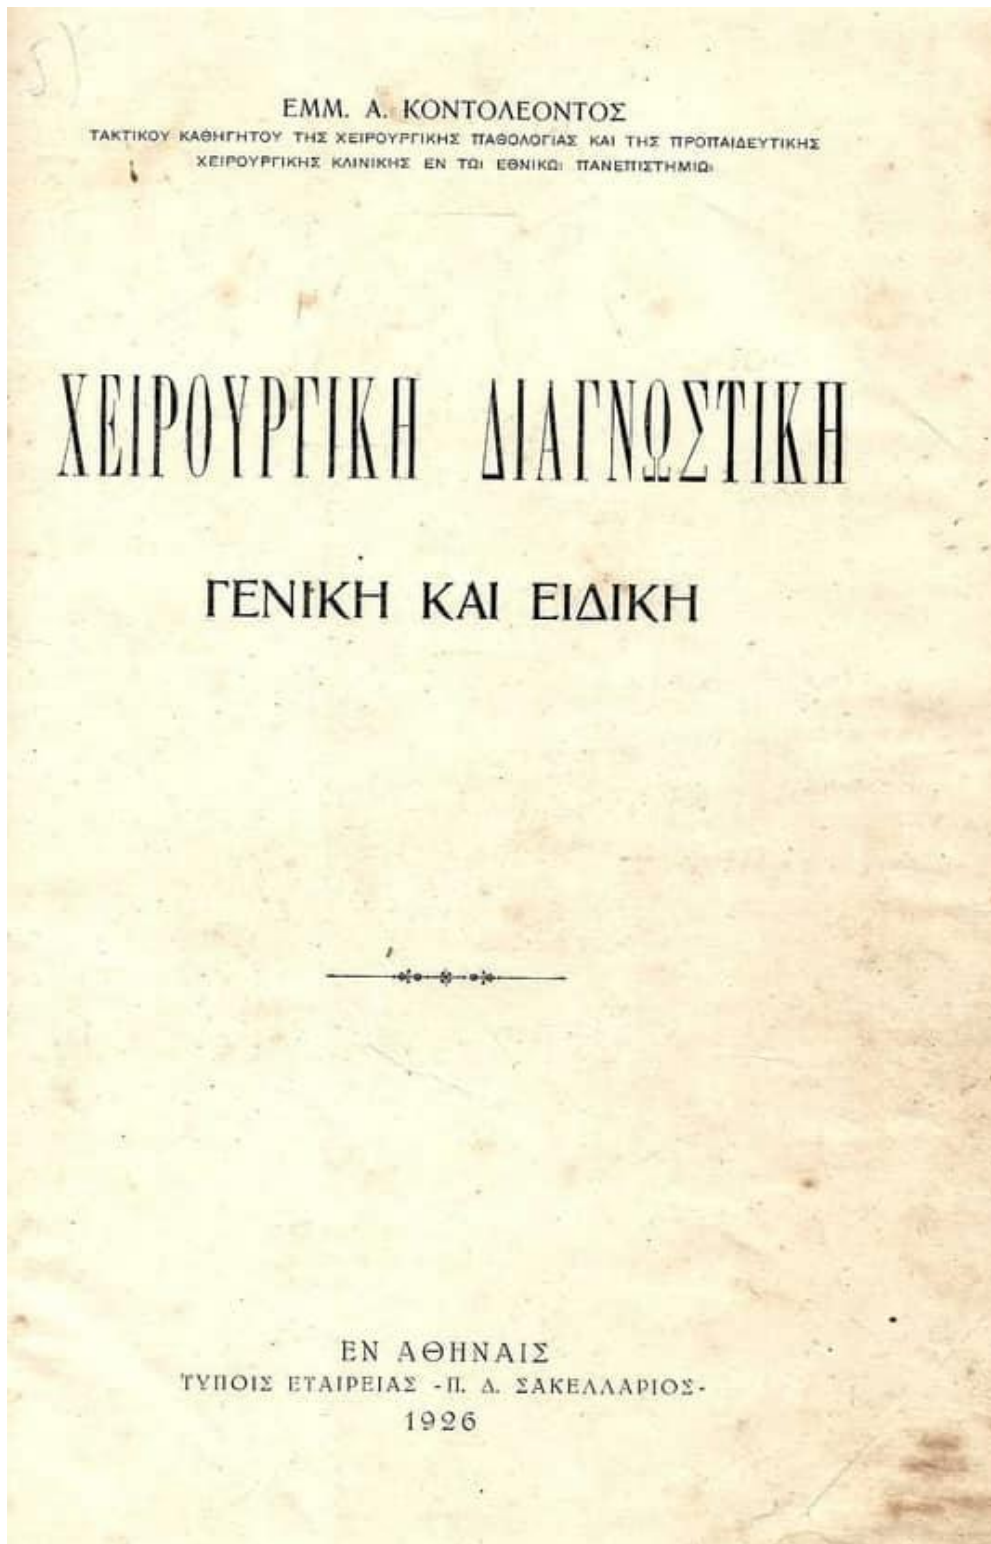 ΕΜΜ. Α. ΚΟΝΤΟΛΕΟΝΤΟΣ
ΤΑΚΤΙΚΟΥ ΚΑΘΗΓΗΤΟΥ ΤΗΣ ΧΕΙΡΟΥΡΓΙΚΗΣ ΠΑΘΟΛΟΓΙΑΣ ΚΑΙ ΤΗΣ ΠΡΟΠΑΙΔΕΥΤΙΚΗΣ
ΧΕΙΡΟΥΡΓΙΚΗΣ ΚΛΙΝΙΚΗΣ ΕΝ ΤΩΙ ΕΘΝΙΚΩΙ ΠΑΝΕΠΙΣΤΗΜΙΩΙ
ΧΕΙΡΟΥΡΓΙΚΗ ΔΙΑΓΝΩΣΤΙΚΗ
ΓΕΝΙΚΗ ΚΑΙ ΕΙΔΙΚΗ
ΕΝ ΑΘΗΝΑΙΣ
ΤΥΠΟΙΣ ΕΤΑΙΡΕΙΑΣ -Π. Δ. ΣΑΚΕΛΛΑΡΙΟΣ-
1926